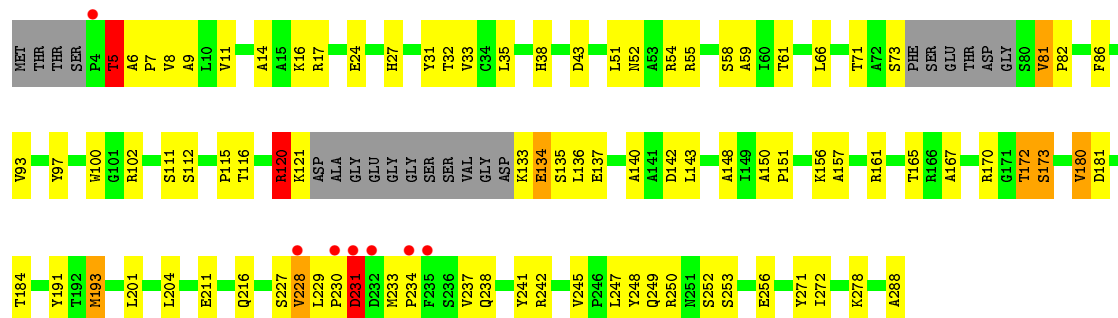 MET THR THR SER P4 T5 A6 P7 V8 A9 L10 V11 A14 A15 K16 R17 E24 H27 Y31 T32 V33 C34 L35 H38 D43 L51 N52 A53 R54 R55 S58 A59 I60 T61 L66 T71 A72 S73 PHE SER GLU THR ASP GLY S80 V81 P82 F86
V93 Y97 W100 G101 R102 S111 S112 P115 T116 R120 K121 ASP ALA GLY GLU GLY GLY SER SER VAL GLY ASP K133 E134 S135 L136 E137 A140 A141 D142 L143 A148 I149 A150 P151 K156 A157 R161 T165 R166 A167 R170 G171 T172 S173 V180 D181
T184 Y191 T192 M193 L201 L204 E211 Q216 S227 V228 L229 P230 D231 D232 M233 P234 F235 S236 V237 Q238 Y241 R242 V245 P246 L247 Y248 Q249 R250 N251 S252 S253 E256 Y271 I272 K278 A288